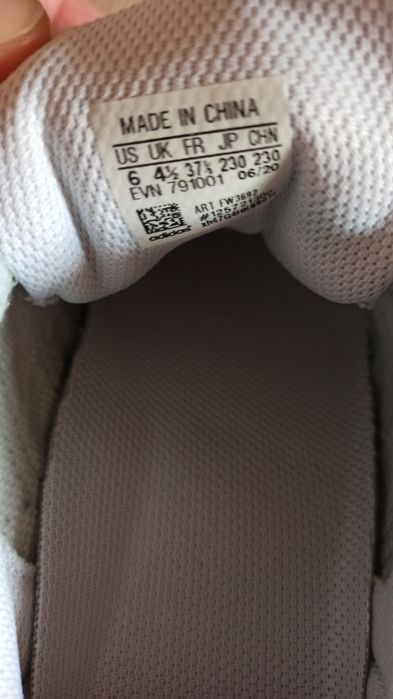 MADE IN CHINA
US UK FR JP CHN
6 4½ 37⅓ 230 230
EVN 791001 06/20
ART FW3697
adidas